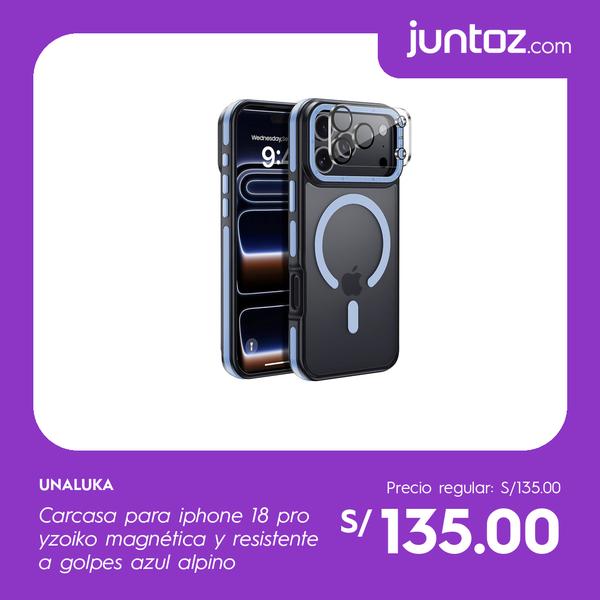 juntoz.com
Wednesday,
9:4
UNALUKA
Carcasa para iphone 18 pro
yzoiko magnética y resistente
a golpes azul alpino
Precio regular: S/135.00
S/135.00